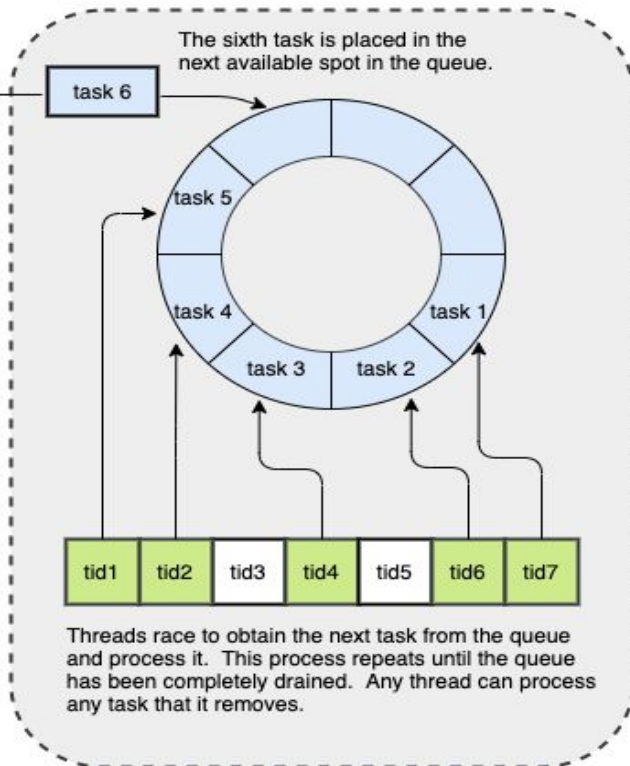 The sixth task is placed in the
next available spot in the queue.
task 6
task 5
task 4
task 1
task 3
task 2
tid1
tid2
tid3
tid4
tid5
tid6
tid7
Threads race to obtain the next task from the queue
and process it. This process repeats until the queue
has been completely drained. Any thread can process
any task that it removes.